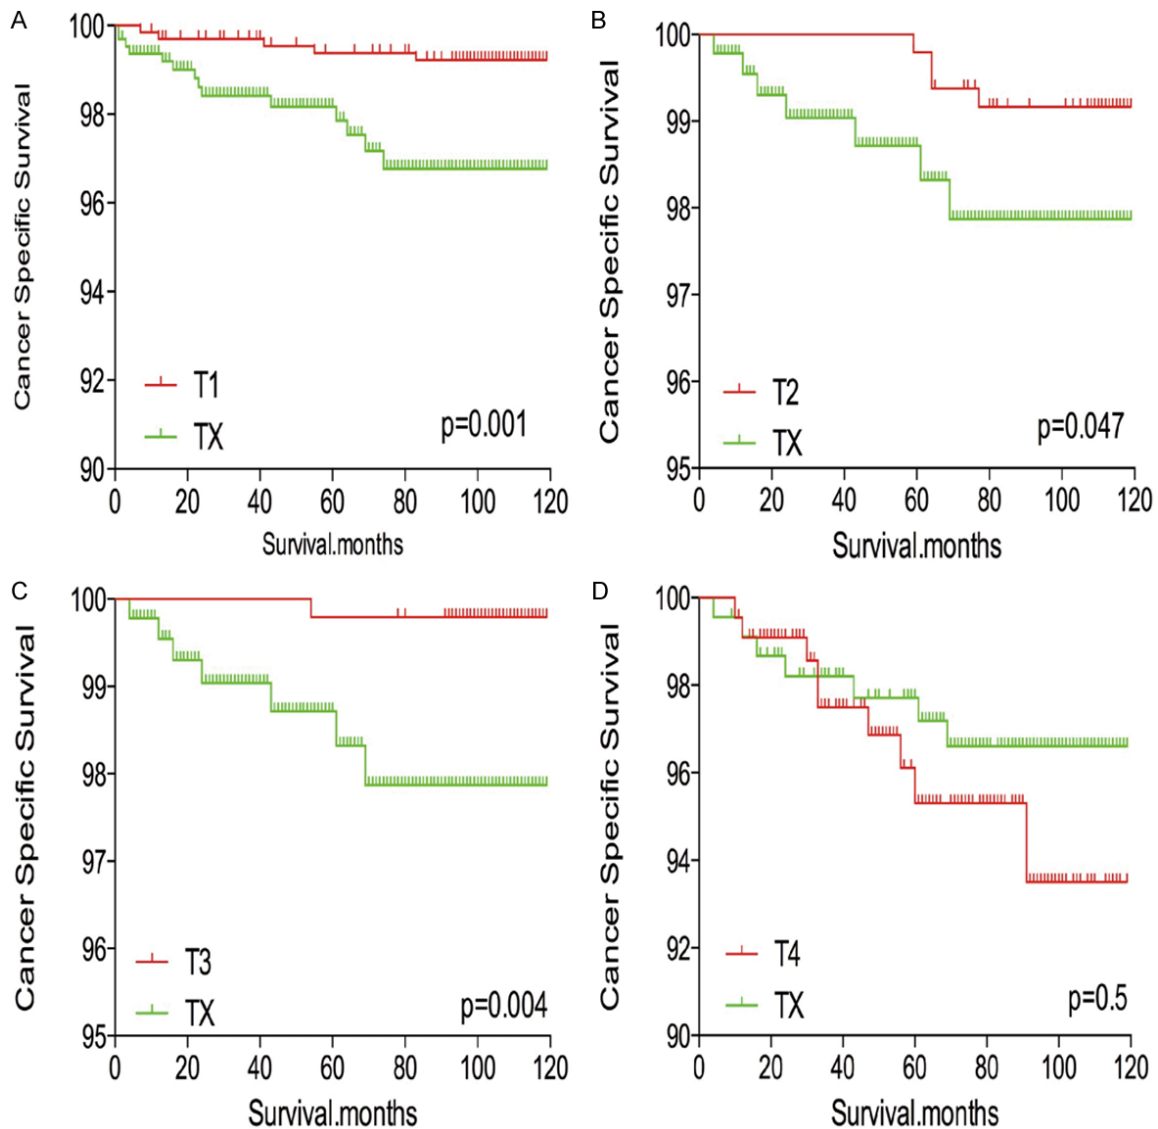 A
Cancer Specific Survival
100
98
96
94
92
90
T1
TX
p=0.001
0 20 40 60 80 100 120
Survival.months
B
Cancer Specific Survival
100
99
98
97
96
95
T2
TX
p=0.047
0 20 40 60 80 100 120
Survival.months
C
Cancer Specific Survival
100
99
98
97
96
95
T3
TX
p=0.004
0 20 40 60 80 100 120
Survival.months
D
Cancer Specific Survival
100
98
96
94
92
90
T4
TX
p=0.5
0 20 40 60 80 100 120
Survival.months